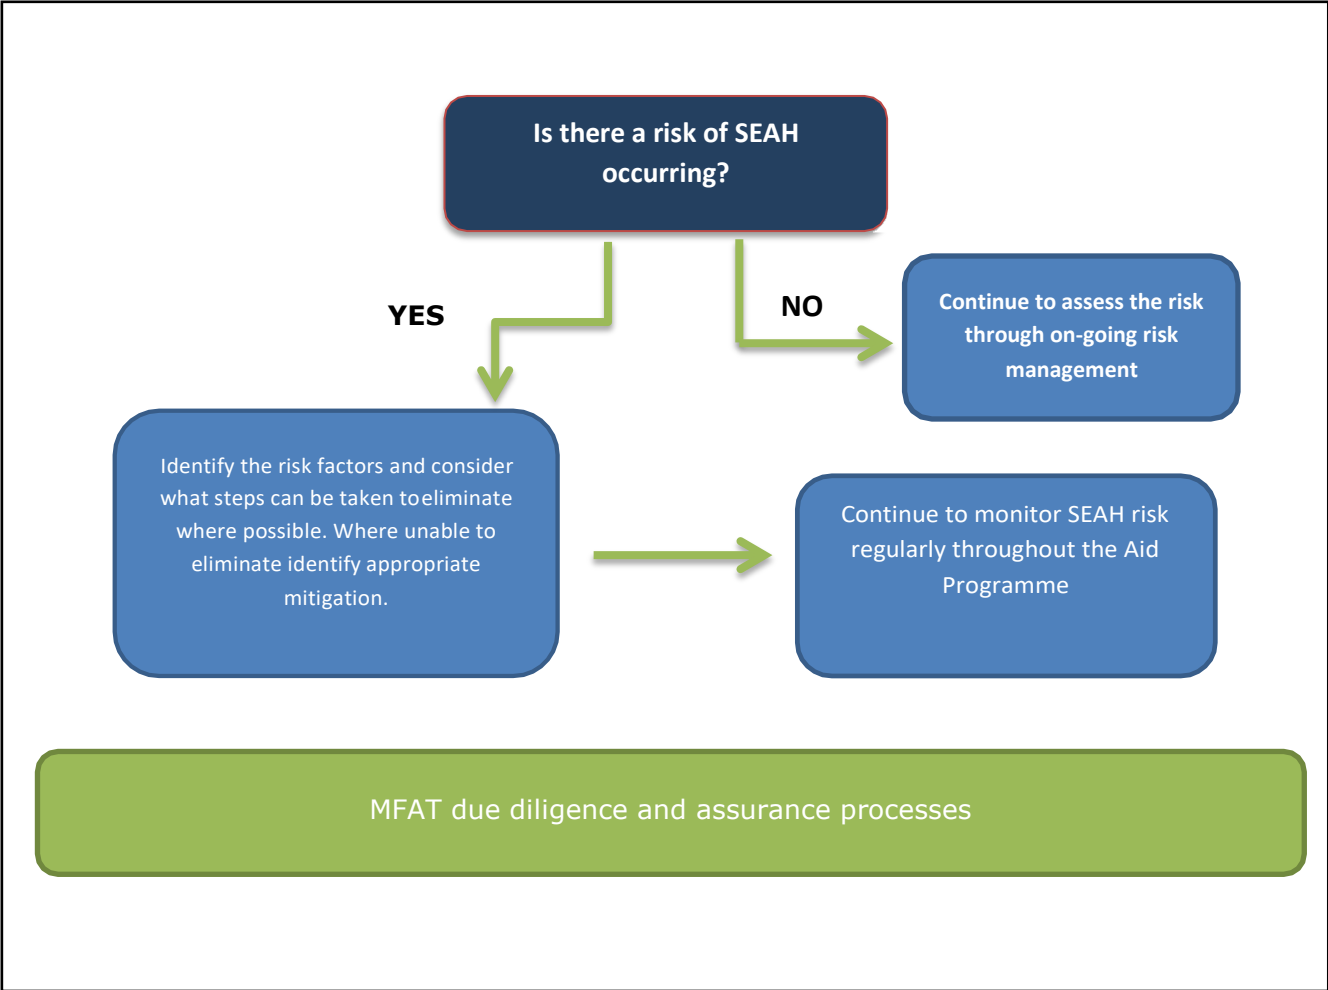 Is there a risk of SEAH
occurring?
YES
NO
Continue to assess the risk
through on-going risk
management
Identify the risk factors and consider
what steps can be taken to eliminate
where possible. Where unable to
eliminate identify appropriate
mitigation.
Continue to monitor SEAH risk
regularly throughout the Aid
Programme
MFAT due diligence and assurance processes